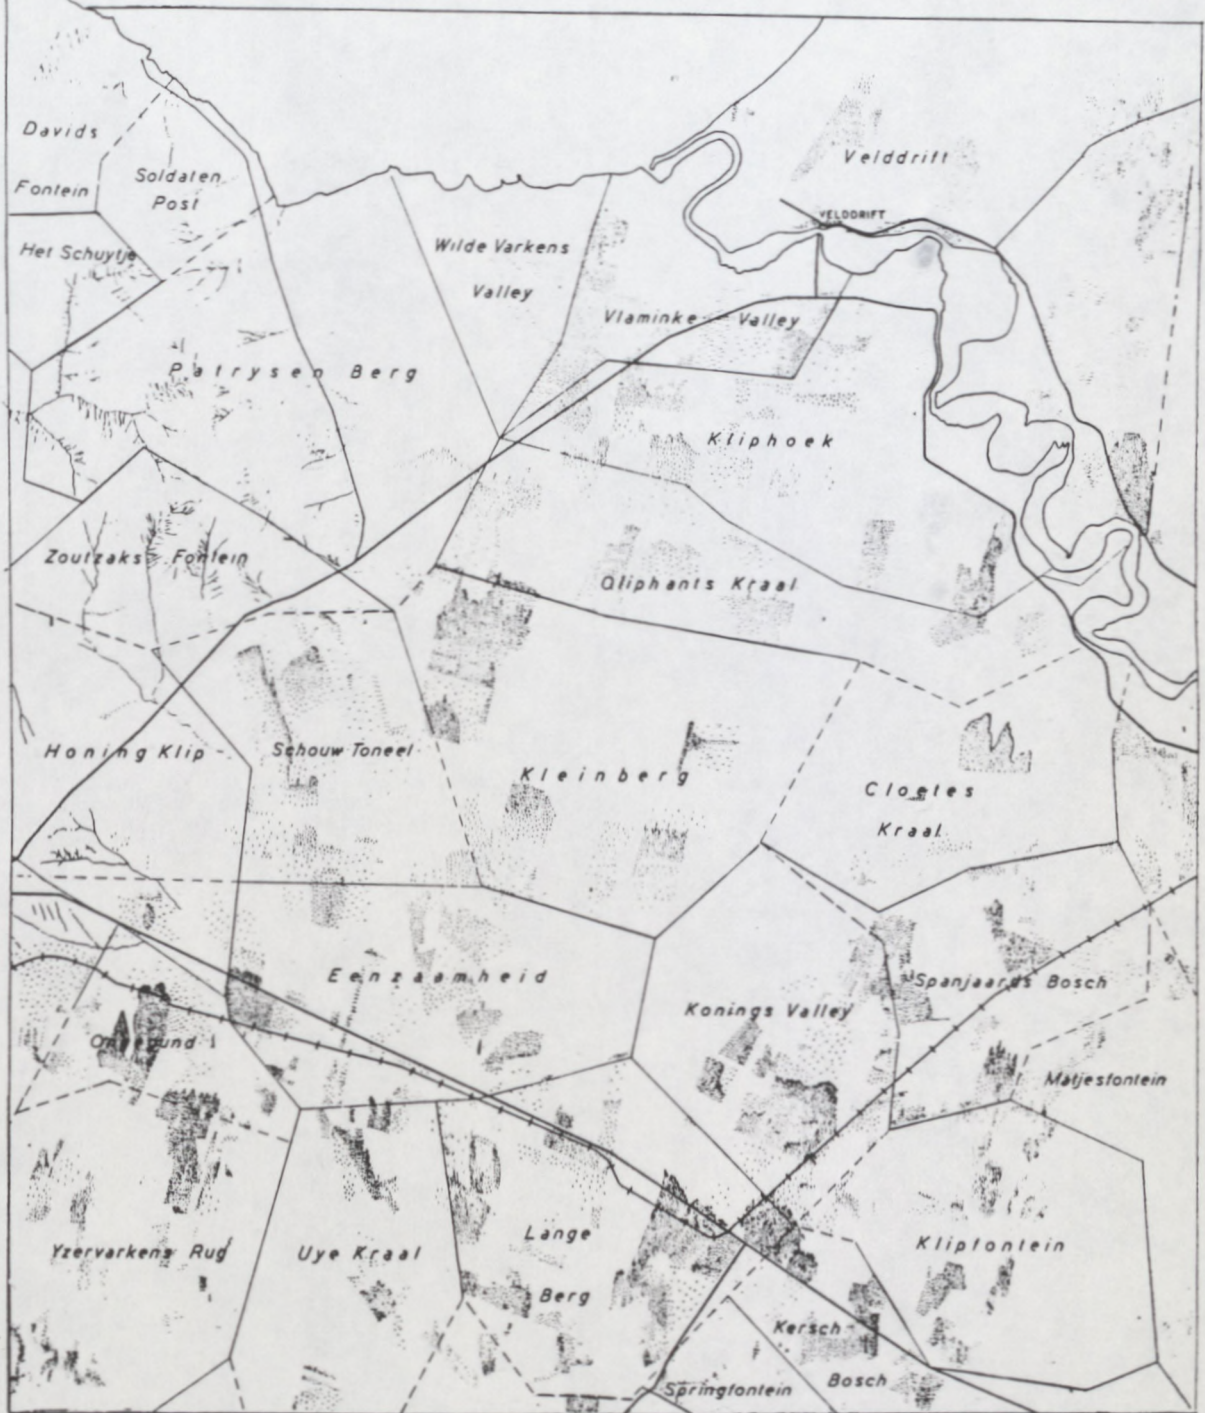 Davids
Fontein
Soldaten
Post
Velddrift
VELDDRIFT
Het Schuytje
Wilde Varkens
Valley
Vlaminke Valley
Patrysen Berg
Kliphoek
Zoutzaks Fontein
Oliphants Kraal
Honing Klip
Schouw Toneel
Kleinberg
Cloetes
Kraal
Eenzaamheid
Spanjaards Bosch
Konings Valley
Matjesfontein
Yzervarkens Rug
Uye Kraal
Lange
Berg
Klipfontein
Kersch
Bosch
Springfontein